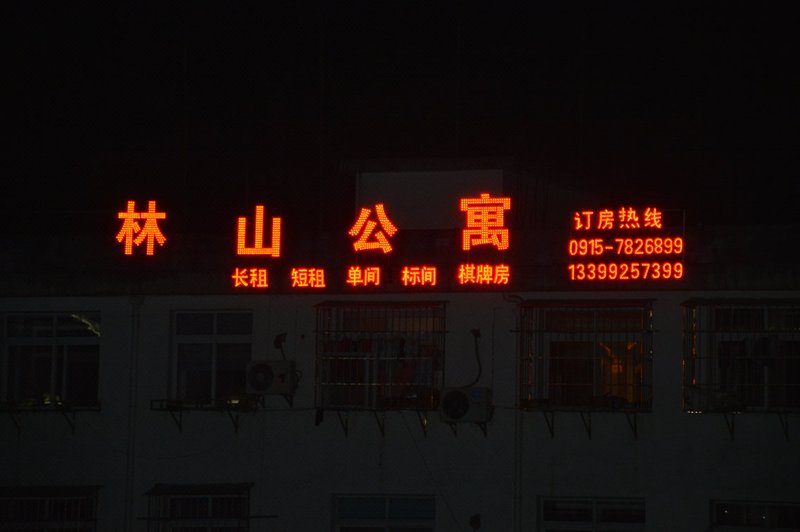 林山公寓
长租 短租 单间 标间 棋牌房
订房热线
0915-7826899
13399257399